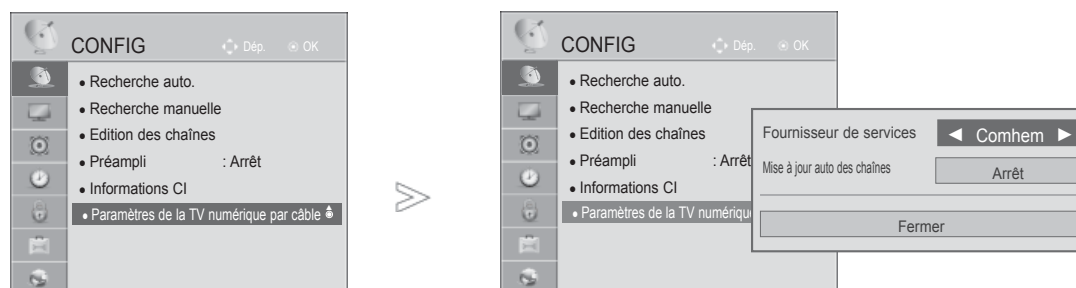 CONFIG Dép. OK
• Recherche auto.
• Recherche manuelle
• Edition des chaînes
• Préampli : Arrêt
• Informations CI
• Paramètres de la TV numérique par câble
CONFIG Dép. OK
• Recherche auto.
• Recherche manuelle
• Edition des chaînes
• Préampli : Arrêt
• Informations CI
• Paramètres de la TV numériqu
Fournisseur de services ◄ Comhem ►
Mise à jour auto des chaînes Arrêt
Fermer